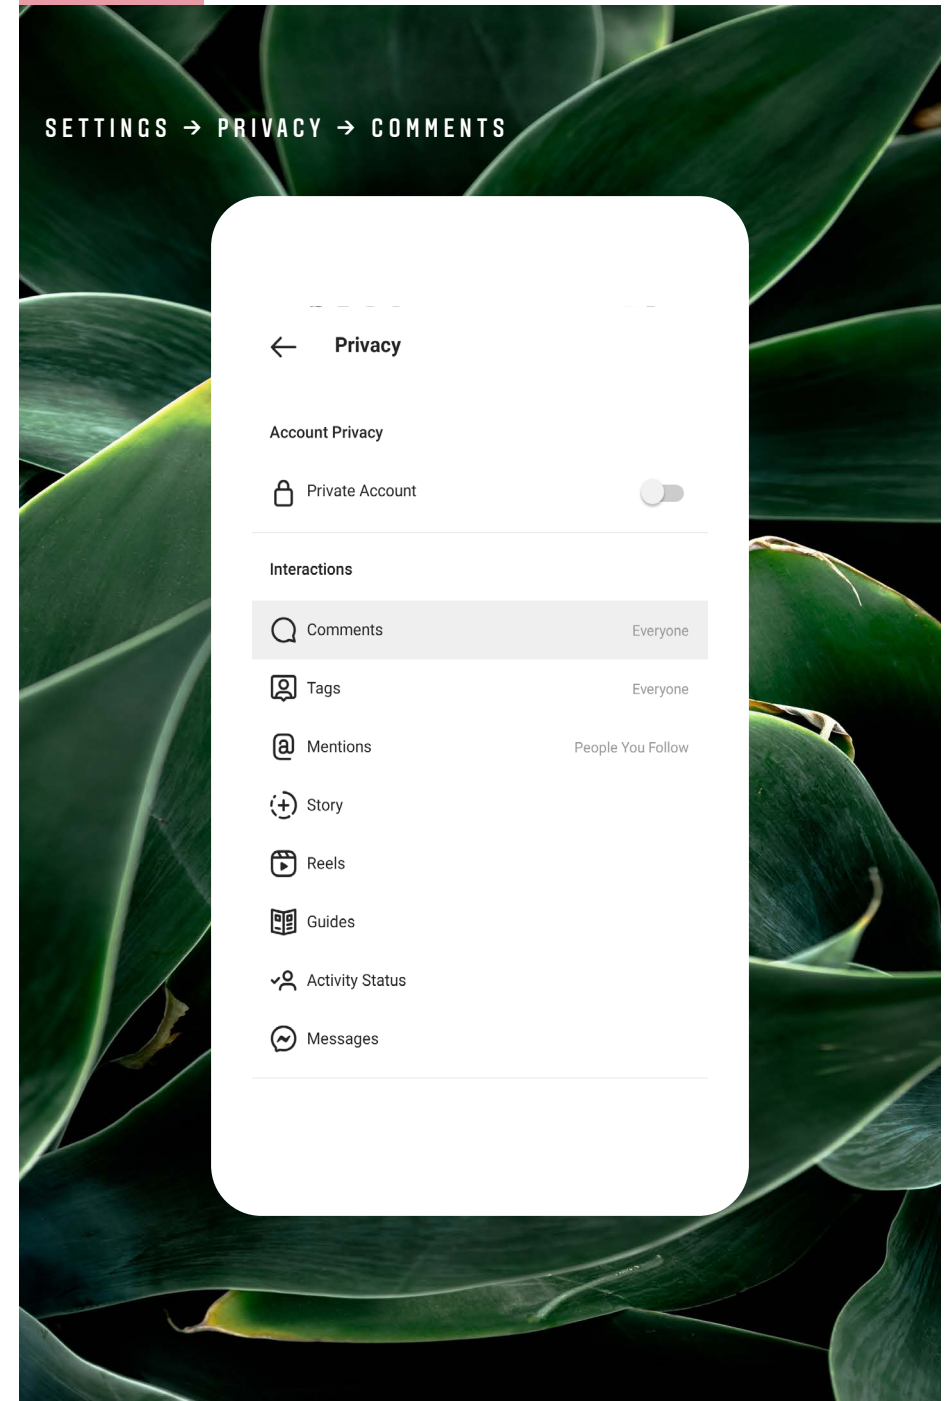 SETTINGS → PRIVACY → COMMENTS
Privacy
Account Privacy
Private Account
Interactions
Comments Everyone
Tags Everyone
Mentions People You Follow
Story
Reels
Guides
Activity Status
Messages